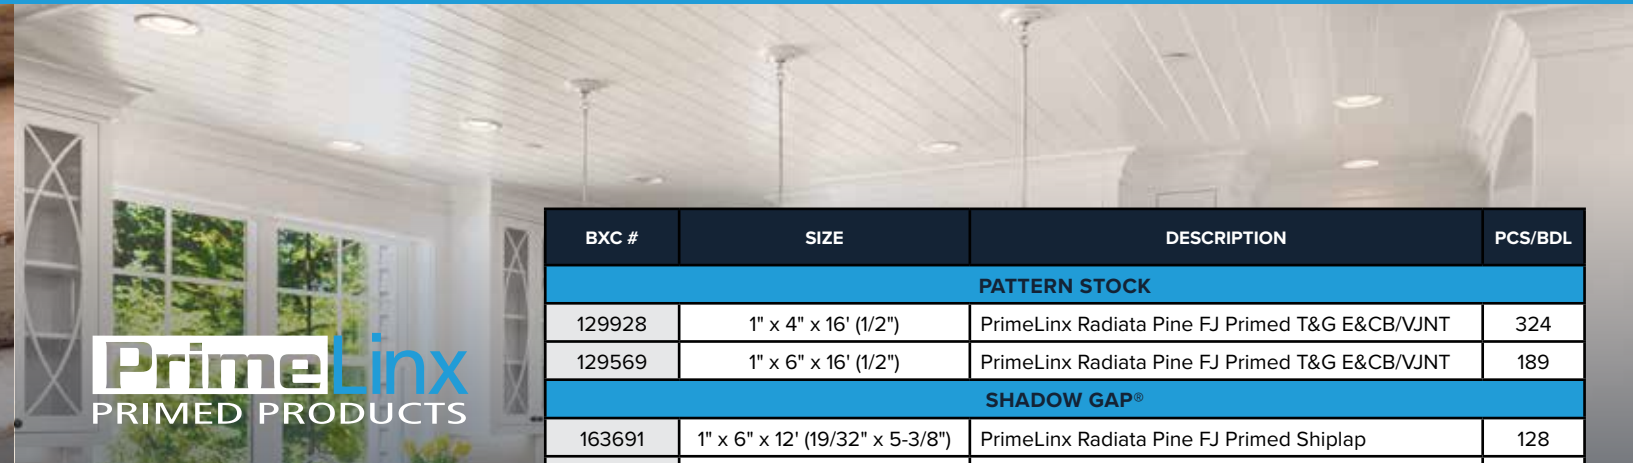 PrimeLinx
PRIMED PRODUCTS
BXC # SIZE DESCRIPTION PCS/BDL
PATTERN STOCK
129928 1" x 4" x 16' (1/2") PrimeLinx Radiata Pine FJ Primed T&G E&CB/VJNT 324
129569 1" x 6" x 16' (1/2") PrimeLinx Radiata Pine FJ Primed T&G E&CB/VJNT 189
SHADOW GAP®
163691 1" x 6" x 12' (19/32" x 5-3/8") PrimeLinx Radiata Pine FJ Primed Shiplap 128